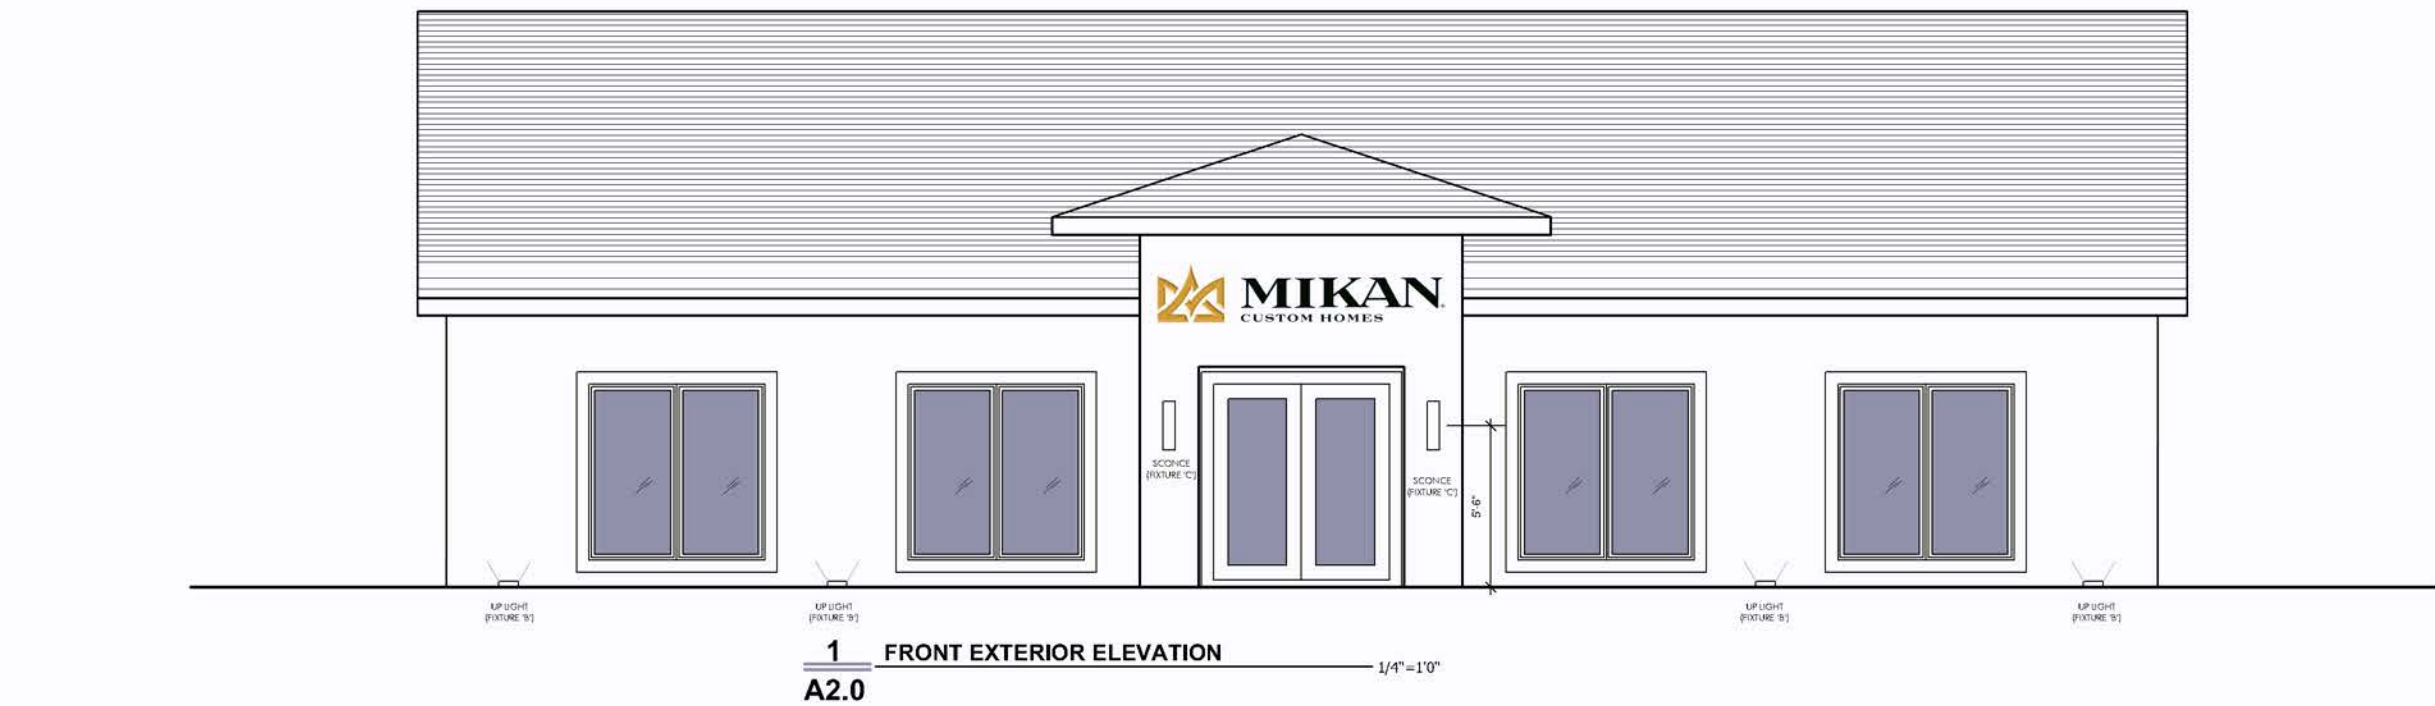 MIKAN
CUSTOM HOMES
SCONCE
(FIXTURE 'C')
SCONCE
(FIXTURE 'C')
5'-6"
UP LIGHT
(FIXTURE 'B')
UP LIGHT
(FIXTURE 'B')
UP LIGHT
(FIXTURE 'B')
UP LIGHT
(FIXTURE 'B')
1 FRONT EXTERIOR ELEVATION 1/4"=1'0"
A2.0